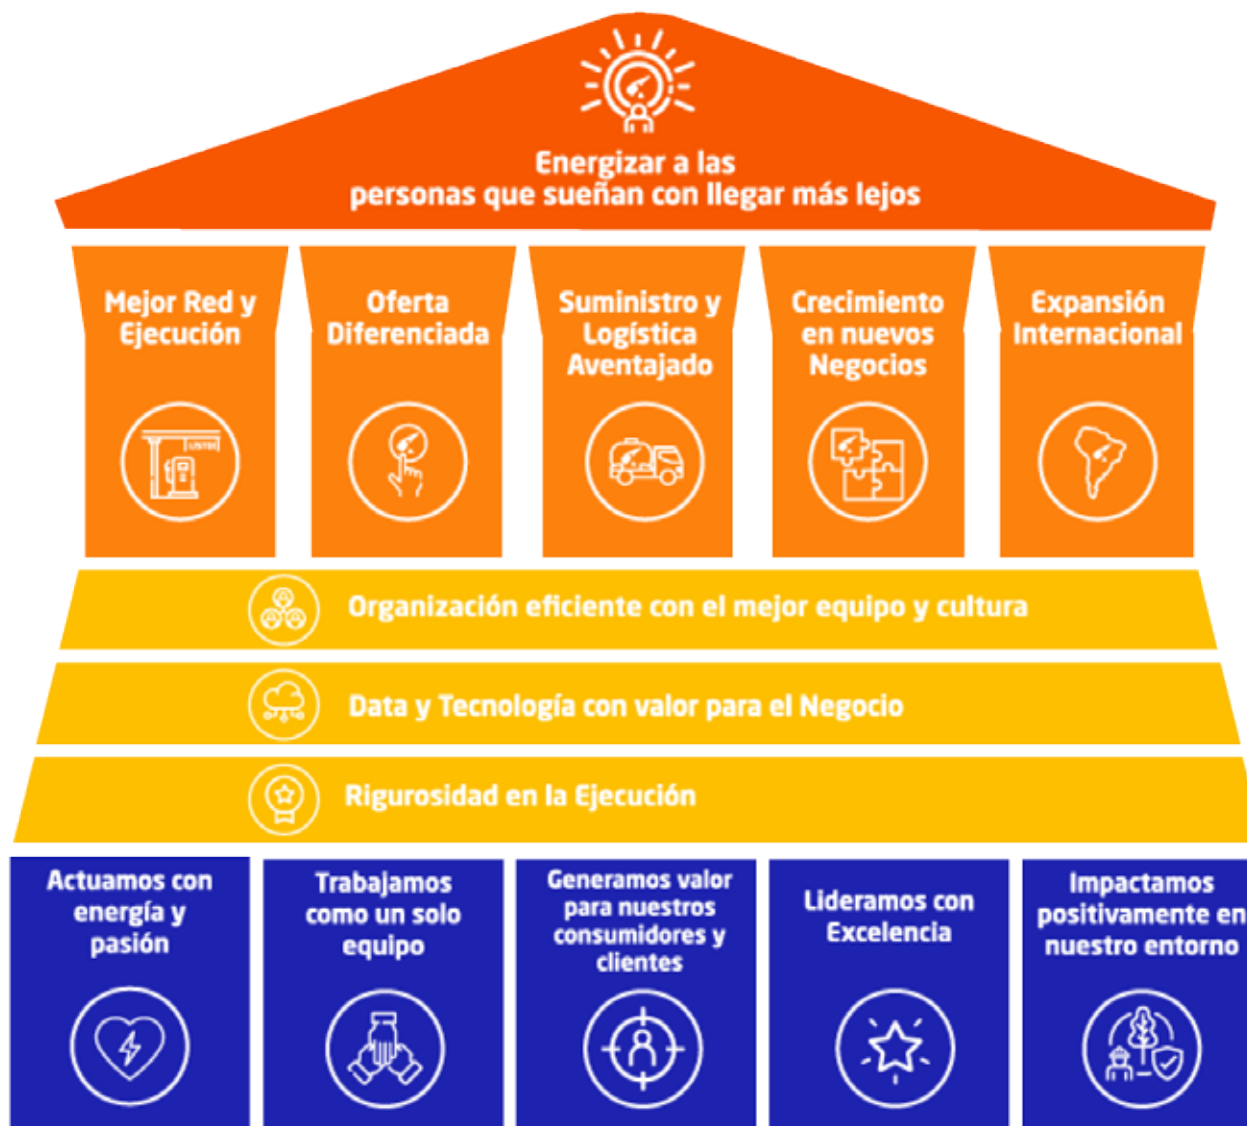 Energizar a las
personas que sueñan con llegar más lejos
Mejor Red y
Ejecución
Oferta
Diferenciada
Suministro y
Logística
Aventajado
Crecimiento
en nuevos
Negocios
Expansión
Internacional
Organización eficiente con el mejor equipo y cultura
Data y Tecnología con valor para el Negocio
Rigurosidad en la Ejecución
Actuamos con
energía y
pasión
Trabajamos
como un solo
equipo
Generamos valor
para nuestros
consumidores y
clientes
Lideramos con
Excelencia
Impactamos
positivamente en
nuestro entorno